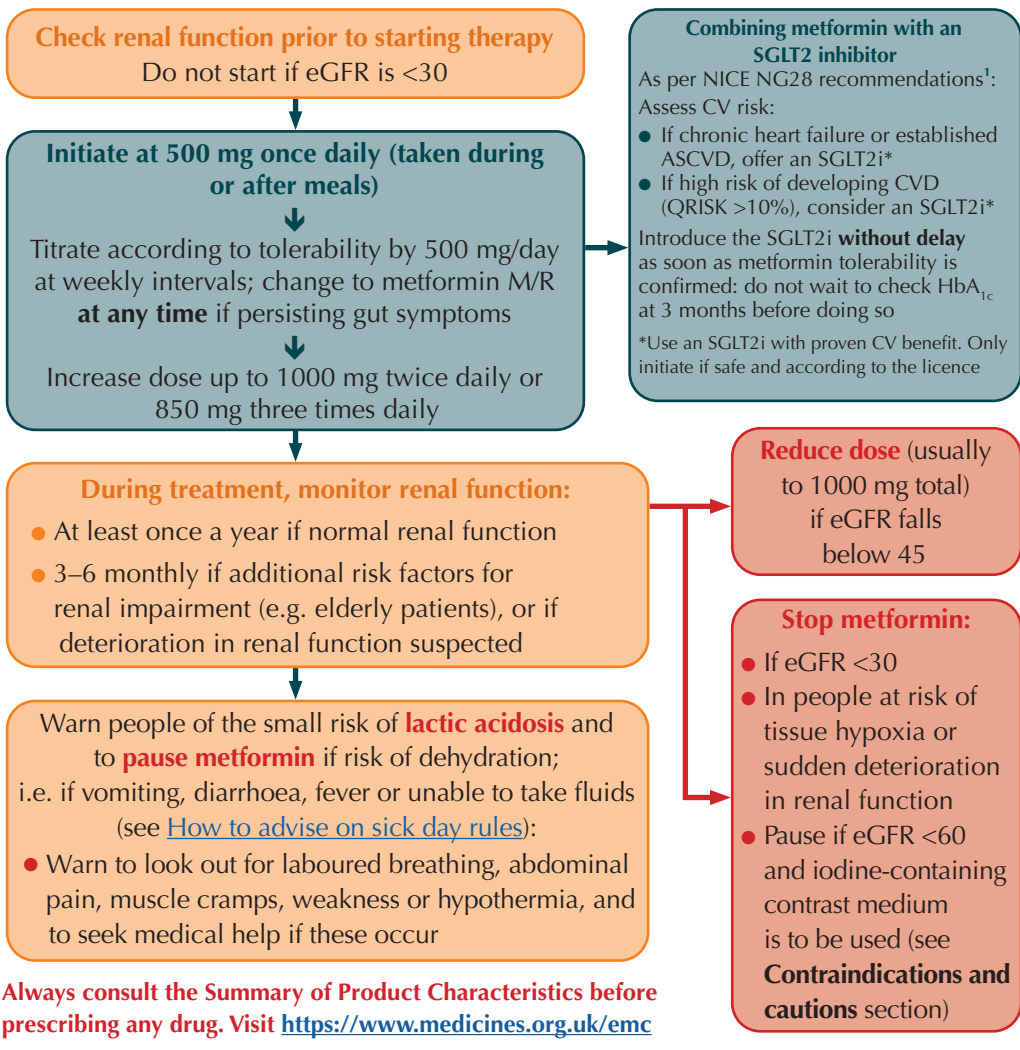 Check renal function prior to starting therapy
Do not start if eGFR is <30
Initiate at 500 mg once daily (taken during
or after meals)
Titrate according to tolerability by 500 mg/day
at weekly intervals; change to metformin M/R
at any time if persisting gut symptoms
Increase dose up to 1000 mg twice daily or
850 mg three times daily
Combining metformin with an
SGLT2 inhibitor
As per NICE NG28 recommendations¹:
Assess CV risk:
● If chronic heart failure or established
ASCVD, offer an SGLT2i*
● If high risk of developing CVD
(QRISK >10%), consider an SGLT2i*
Introduce the SGLT2i without delay
as soon as metformin tolerability is
confirmed: do not wait to check HbA1c
at 3 months before doing so
*Use an SGLT2i with proven CV benefit. Only
initiate if safe and according to the licence
During treatment, monitor renal function:
● At least once a year if normal renal function
● 3–6 monthly if additional risk factors for
renal impairment (e.g. elderly patients), or if
deterioration in renal function suspected
Reduce dose (usually
to 1000 mg total)
if eGFR falls
below 45
Stop metformin:
● If eGFR <30
● In people at risk of
tissue hypoxia or
sudden deterioration
in renal function
● Pause if eGFR <60
and iodine-containing
contrast medium
is to be used (see
Contraindications and
cautions section)
Warn people of the small risk of lactic acidosis and
to pause metformin if risk of dehydration;
i.e. if vomiting, diarrhoea, fever or unable to take fluids
(see How to advise on sick day rules):
● Warn to look out for laboured breathing, abdominal
pain, muscle cramps, weakness or hypothermia, and
to seek medical help if these occur
Always consult the Summary of Product Characteristics before
prescribing any drug. Visit https://www.medicines.org.uk/emc